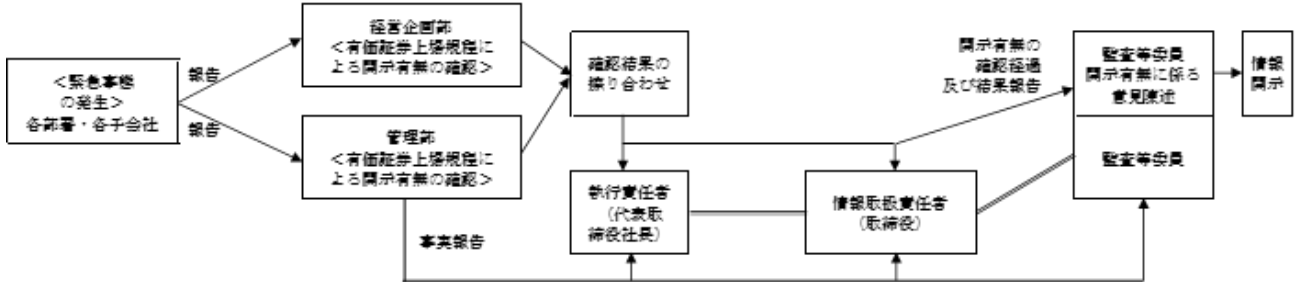 ＜緊急事態
の発生＞
各部署・各子会社
報告
報告
経営企画部
＜有価証券上場規程に
よる開示有無の確認＞
管理部
＜有価証券上場規程に
よる開示有無の確認＞
事実報告
確認結果の
擦り合わせ
執行責任者
（代表取
締役社長）
情報取扱責任者
（取締役）
開示有無の
確認経過
及び結果報告
監査等委員
開示有無に係る
意見陳述
監査等委員
情報
開示